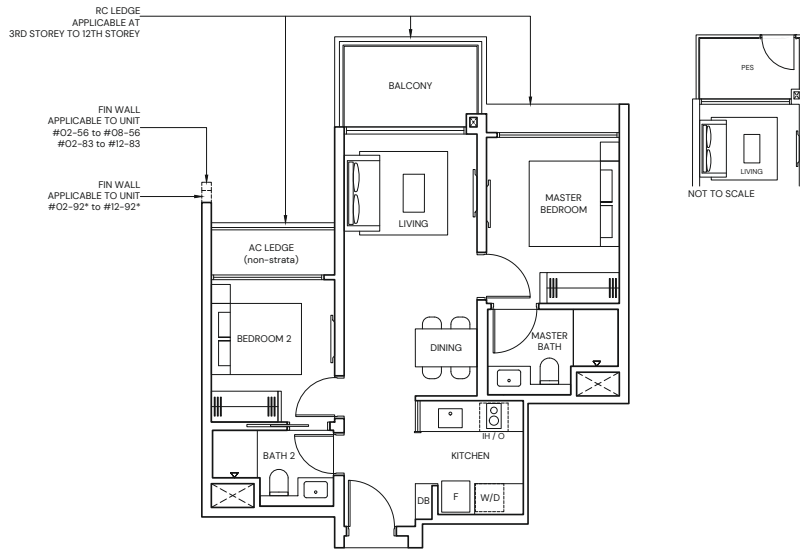 RC LEDGE
APPLICABLE AT
3RD STOREY TO 12TH STOREY
FIN WALL
APPLICABLE TO UNIT
#02-56 to #08-56
#02-83 to #12-83
FIN WALL
APPLICABLE TO UNIT
#02-92* to #12-92*
BALCONY
LIVING
MASTER
BEDROOM
AC LEDGE
(non-strata)
BEDROOM 2
DINING
MASTER
BATH
IH / O
KITCHEN
BATH 2
DB
F
W/D
PES
LIVING
NOT TO SCALE